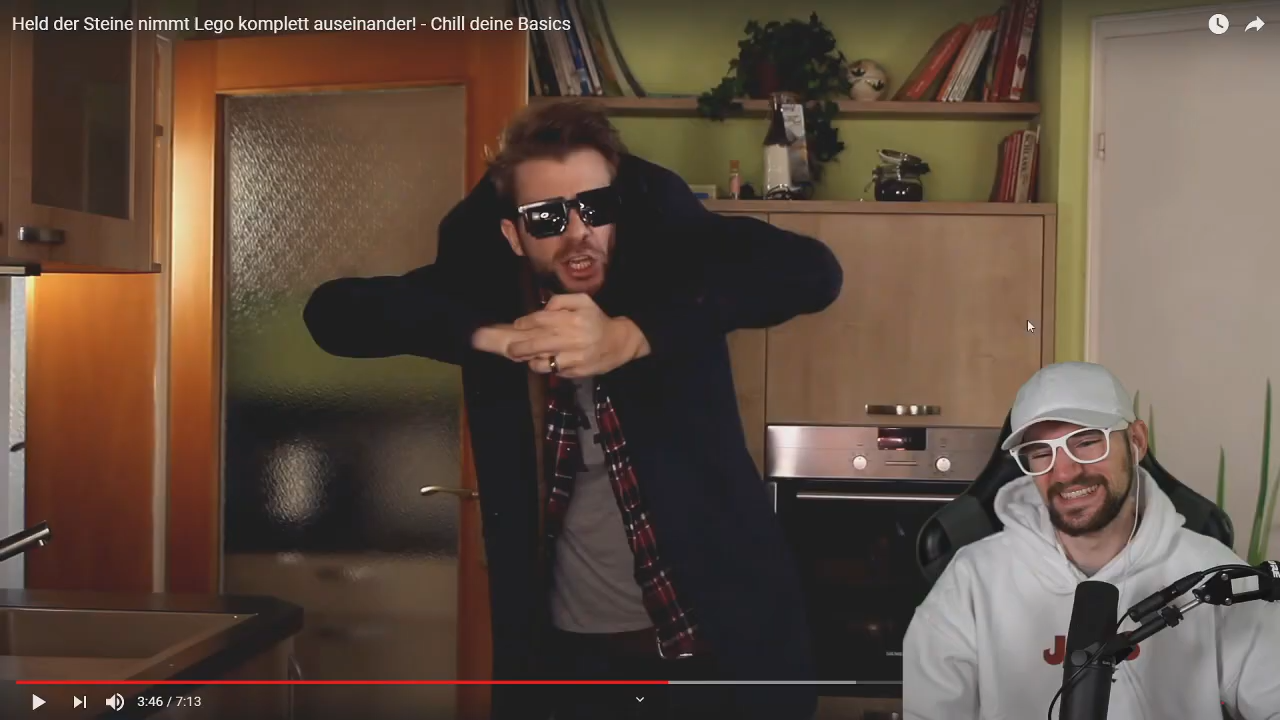 Held der Steine nimmt Lego komplett auseinander! - Chill deine Basics
3:46 / 7:13